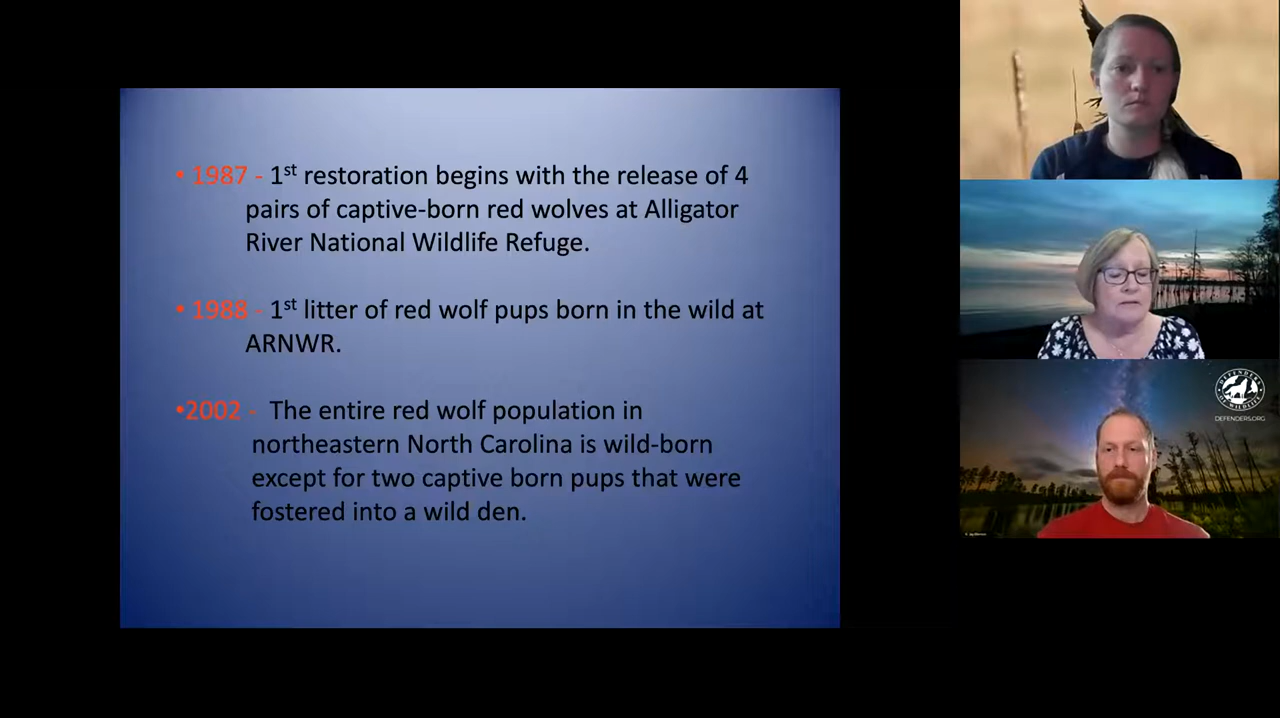 • 1987 - 1st restoration begins with the release of 4
pairs of captive-born red wolves at Alligator
River National Wildlife Refuge.
• 1988 - 1st litter of red wolf pups born in the wild at
ARNWR.
•2002 - The entire red wolf population in
northeastern North Carolina is wild-born
except for two captive born pups that were
fostered into a wild den.
DEFENDERS
OF WILDLIFE
DEFENDERS.ORG